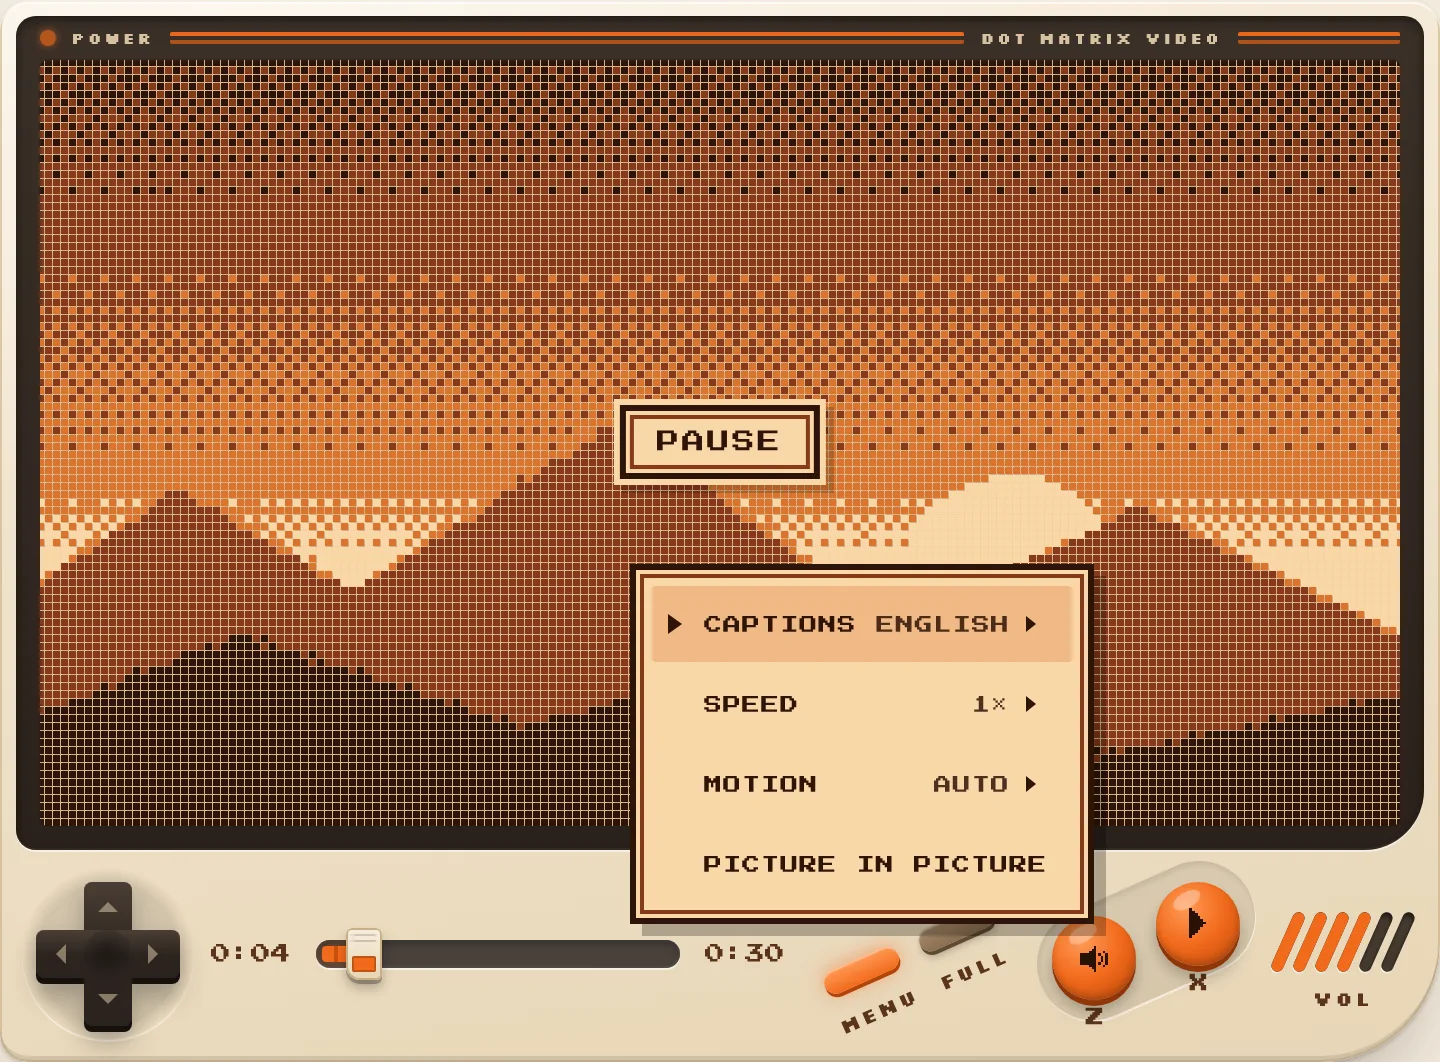 POWER
DOT MATRIX VIDEO
PAUSE
CAPTIONS ENGLISH
SPEED 1×
MOTION AUTO
PICTURE IN PICTURE
0:04
0:30
MENU
FULL
Z
X
VOL